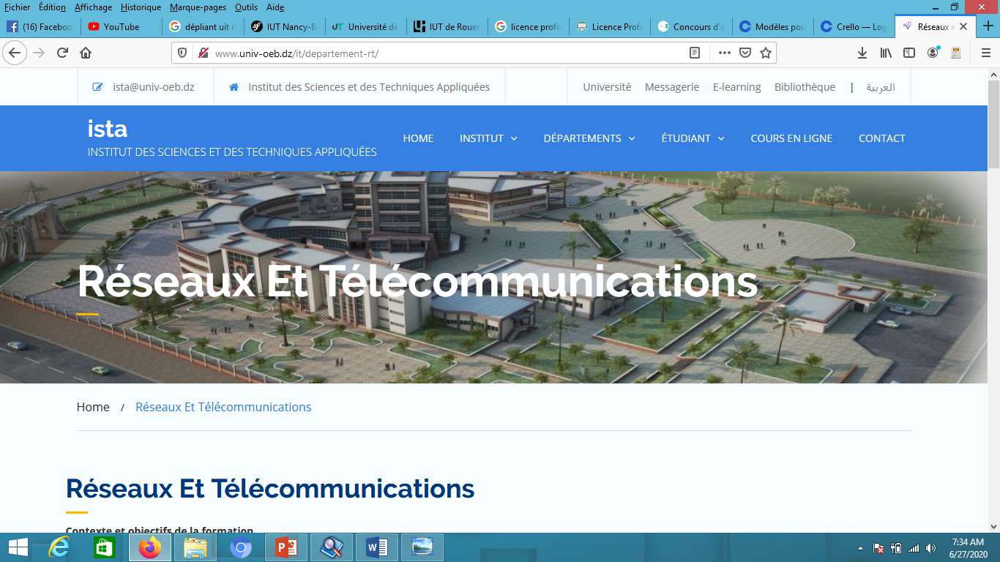 Fichier Édition Affichage Historique Marque-pages Outils Aide
(16) Faceboo YouTube dépliant uit r IUT Nancy-B Université de IUT de Rouer licence profe Licence Profe Concours d'a Modèles pou Crello — Log Réseaux e
www.univ-oeb.dz/it/departement-rt/
ista@univ-oeb.dz Institut des Sciences et des Techniques Appliquées Université Messagerie E-learning Bibliothèque | العربية
ista
INSTITUT DES SCIENCES ET DES TECHNIQUES APPLIQUÉES
HOME INSTITUT DÉPARTEMENTS ÉTUDIANT COURS EN LIGNE CONTACT
Réseaux Et Télécommunications
Home / Réseaux Et Télécommunications
Réseaux Et Télécommunications
Contexte et objectifs de la formation
7:34 AM
6/27/2020